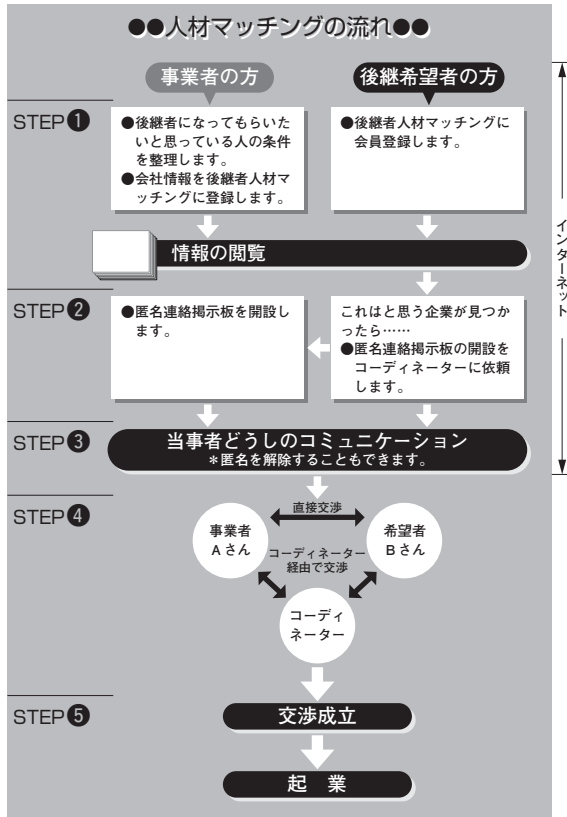 ●●人材マッチングの流れ●●
事業者の方
後継希望者の方
STEP❶
●後継者になってもらいた
いと思っている人の条件
を整理します。
●会社情報を後継者人材マ
ッチングに登録します。
●後継者人材マッチングに
会員登録します。
情報の閲覧
STEP❷
●匿名連絡掲示板を開設し
ます。
これはと思う企業が見つか
ったら……
●匿名連絡掲示板の開設を
コーディネーターに依頼
します。
インターネット
STEP❸
当事者どうしのコミュニケーション
＊匿名を解除することもできます。
STEP❹
直接交渉
事業者
Aさん
希望者
Bさん
コーディネーター
経由で交渉
コーディ
ネーター
STEP❺
交渉成立
起　業